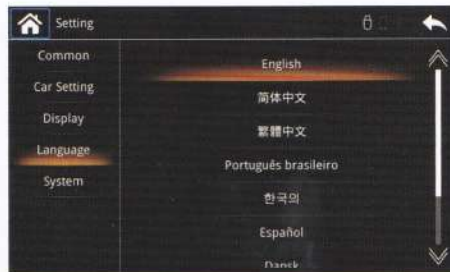 Setting
Common
Car Setting
Display
Language
System
English
简体中文
繁體中文
Português brasileiro
한국의
Español
Dansk